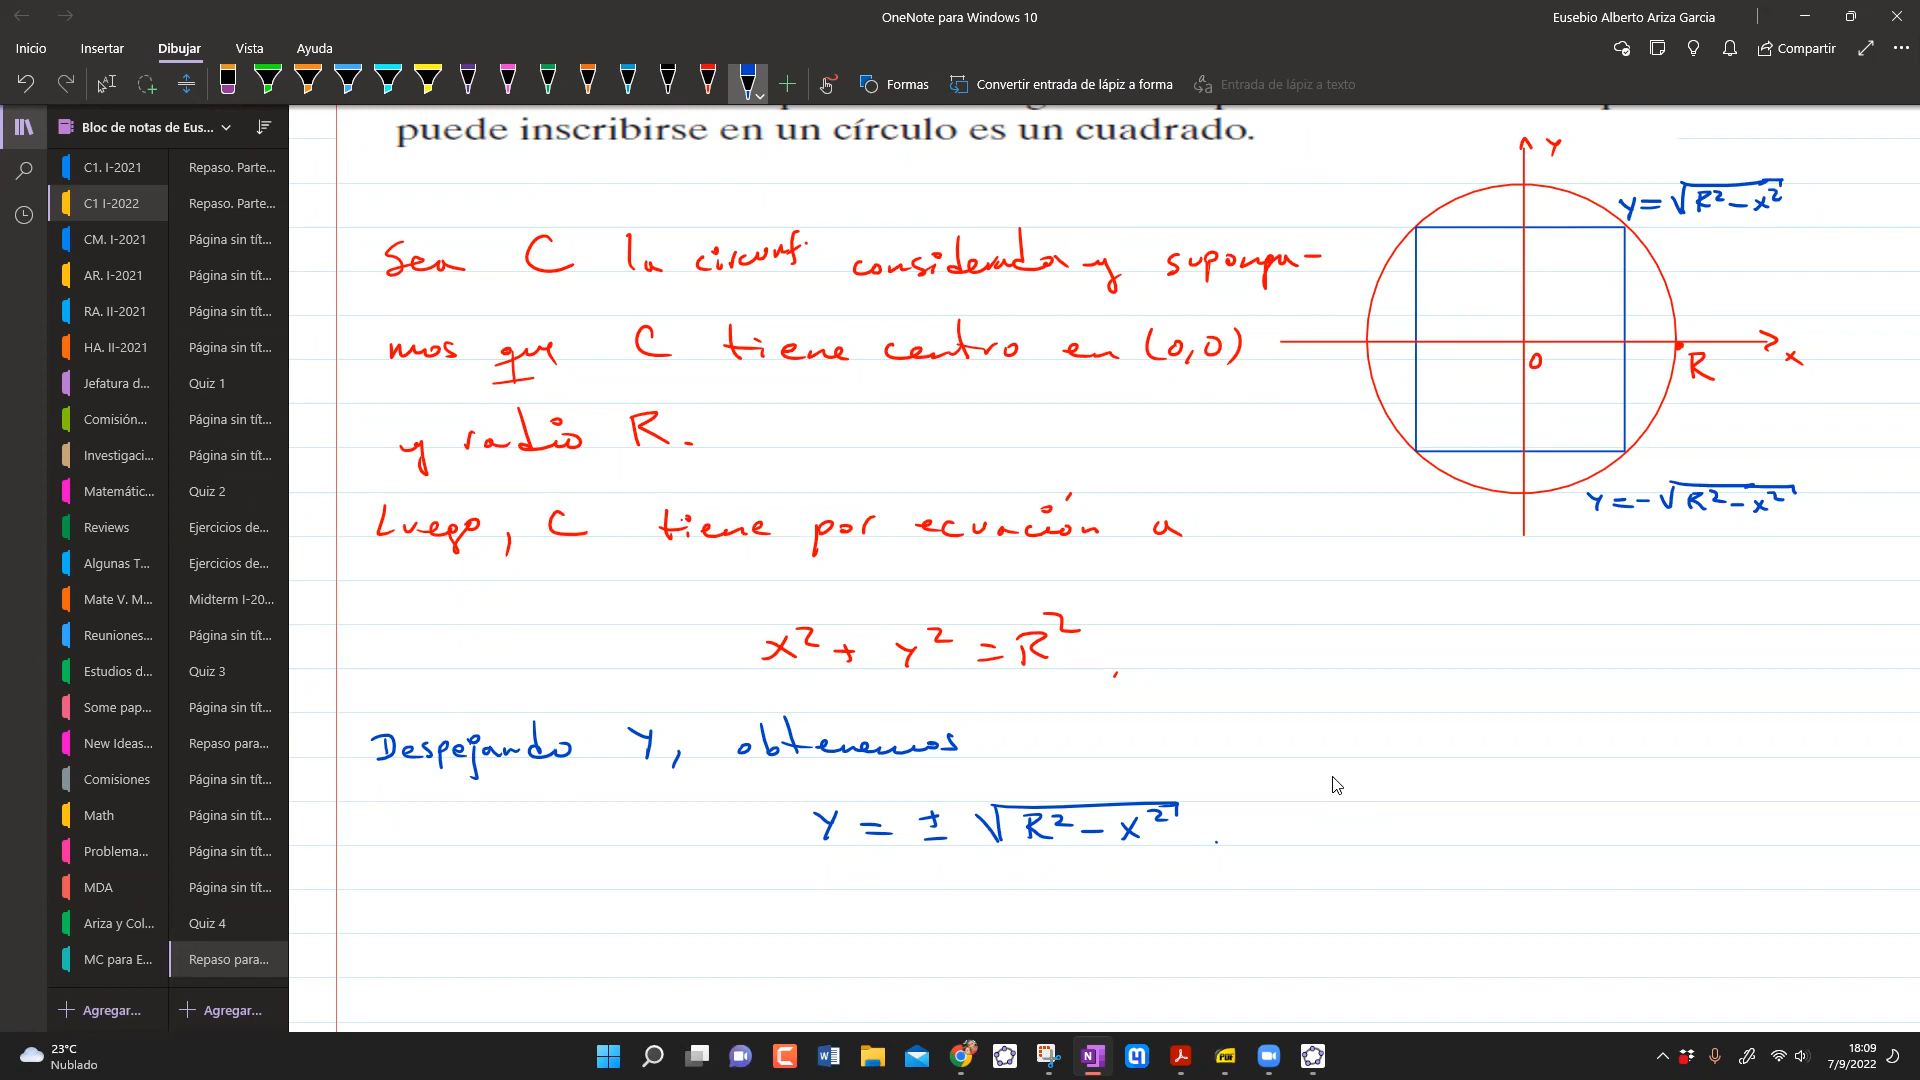 OneNote para Windows 10
Eusebio Alberto Ariza Garcia
Inicio Insertar Dibujar Vista Ayuda
Compartir
Formas Convertir entrada de lápiz a forma Entrada de lápiz a texto
Bloc de notas de Eus...
C1. I-2021
C1 I-2022
CM. I-2021
AR. I-2021
RA. II-2021
HA. II-2021
Jefatura d...
Comisión...
Investigaci...
Matemátic...
Reviews
Algunas T...
Mate V. M...
Reuniones...
Estudios d...
Some pap...
New Ideas...
Comisiones
Math
Problema...
MDA
Ariza y Col...
MC para E...
Agregar...
Repaso. Parte...
Repaso. Parte...
Página sin tít...
Página sin tít...
Página sin tít...
Página sin tít...
Quiz 1
Página sin tít...
Página sin tít...
Quiz 2
Ejercicios de...
Ejercicios de...
Midterm I-20...
Página sin tít...
Quiz 3
Página sin tít...
Repaso para...
Página sin tít...
Página sin tít...
Página sin tít...
Página sin tít...
Quiz 4
Repaso para...
Agregar...
puede inscribirse en un círculo es un cuadrado.
Sea C la circunf. considerada y suponga-
mos que C tiene centro en (0,0)
y radio R.
Luego, C tiene por ecuación a
x² + y² = R².
Despejando Y, obtenemos
Y = ± √(R² - x²).
Y
y = √(R² - x²)
0
R
x
y = -√(R² - x²)
23°C
Nublado
18:09
7/9/2022